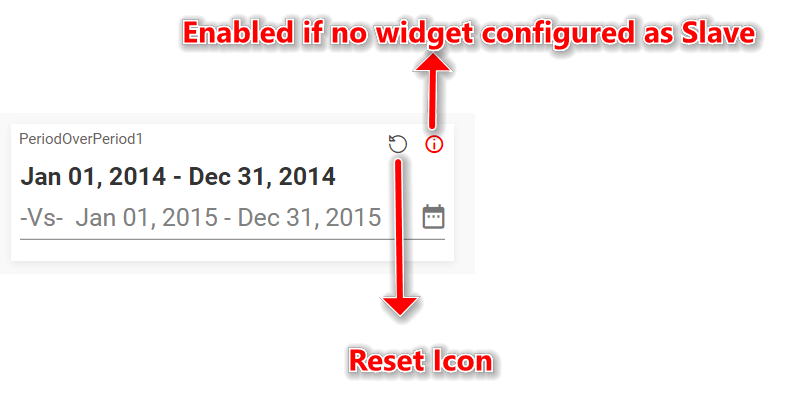 Enabled if no widget configured as Slave
PeriodOverPeriod1
Jan 01, 2014 - Dec 31, 2014
-Vs- Jan 01, 2015 - Dec 31, 2015
Reset Icon